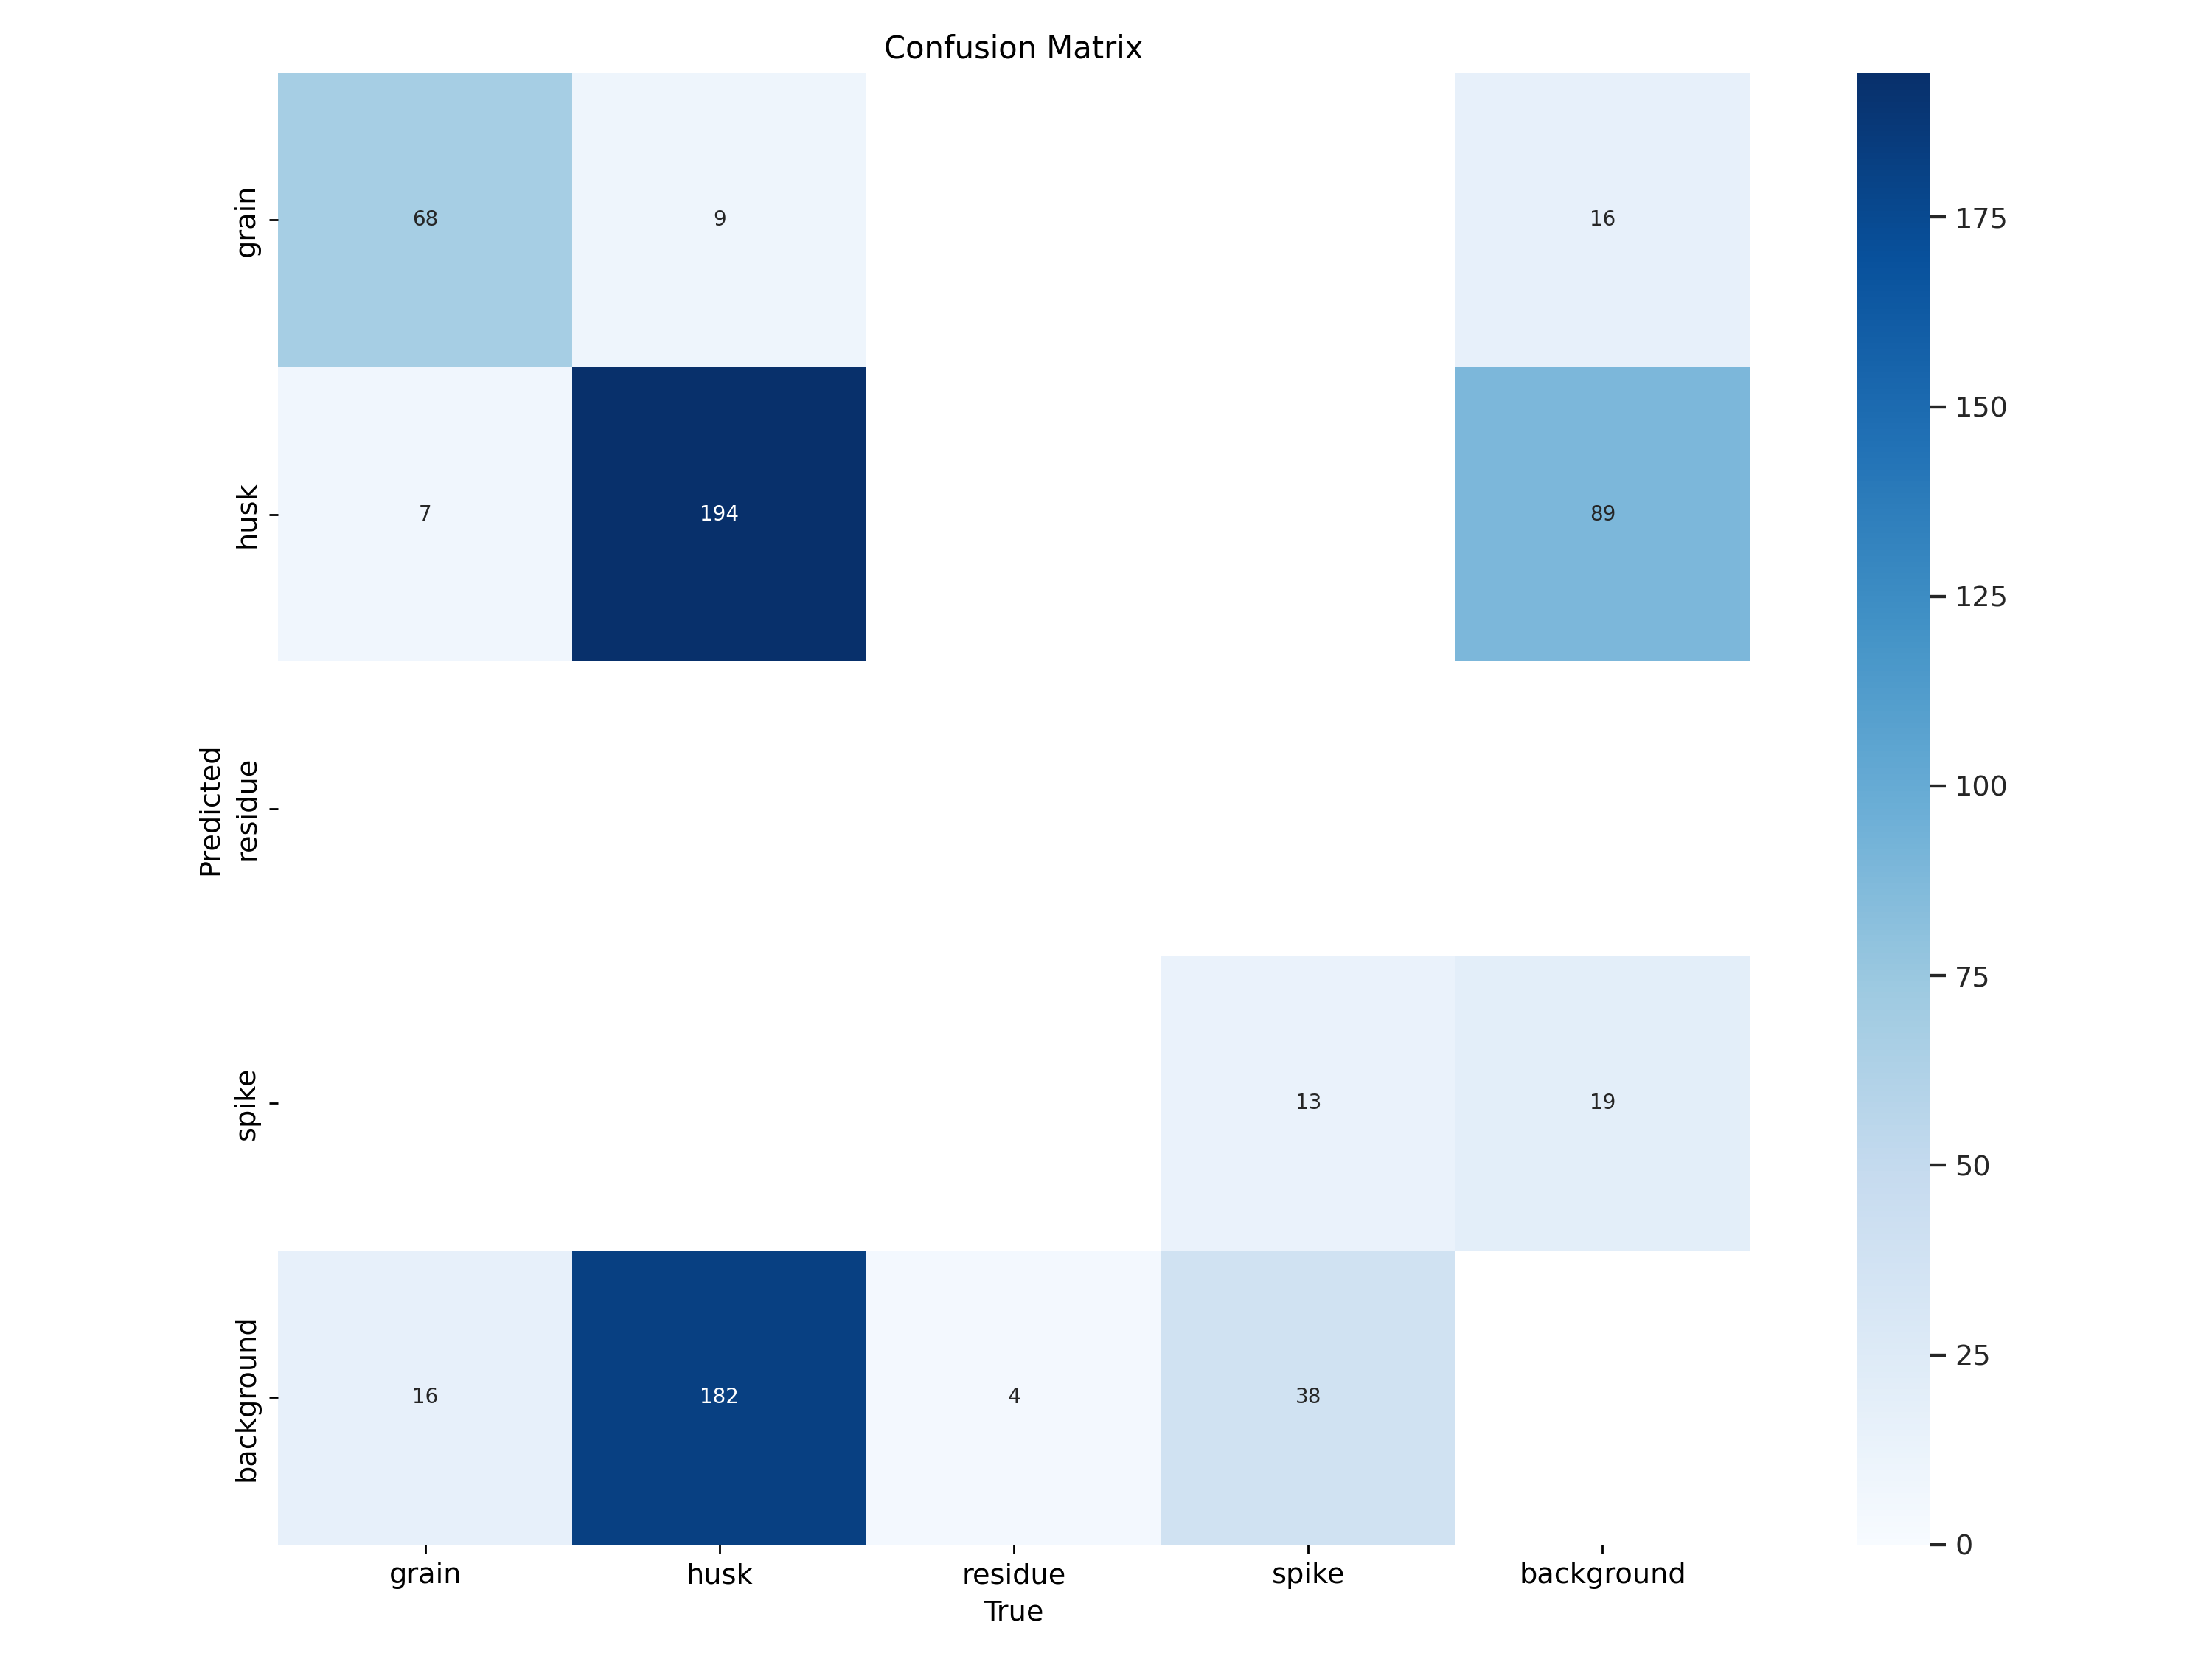 Confusion Matrix
Predicted
grain
68
9
16
husk
7
194
89
residue
spike
13
19
background
16
182
4
38
grain
husk
residue
spike
background
True
175
150
125
100
75
50
25
0